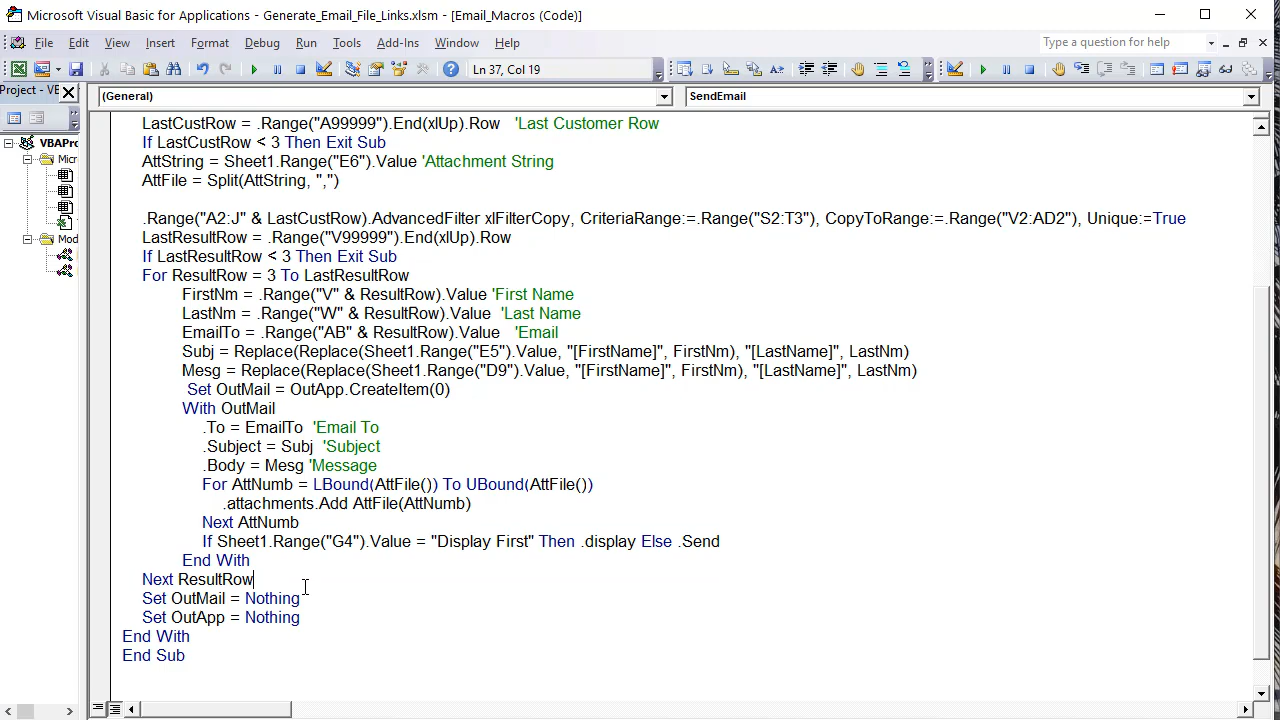 Microsoft Visual Basic for Applications - Generate_Email_File_Links.xlsm - [Email_Macros (Code)]
File Edit View Insert Format Debug Run Tools Add-Ins Window Help
Type a question for help
Ln 37, Col 19
Project - VB
(General)
SendEmail
VBAPro
Micr
Mod
LastCustRow = .Range("A99999").End(xlUp).Row   'Last Customer Row
If LastCustRow < 3 Then Exit Sub
AttString = Sheet1.Range("E6").Value 'Attachment String
AttFile = Split(AttString, ",")
.Range("A2:J" & LastCustRow).AdvancedFilter xlFilterCopy, CriteriaRange:=.Range("S2:T3"), CopyToRange:=.Range("V2:AD2"), Unique:=True
LastResultRow = .Range("V99999").End(xlUp).Row
If LastResultRow < 3 Then Exit Sub
For ResultRow = 3 To LastResultRow
FirstNm = .Range("V" & ResultRow).Value 'First Name
LastNm = .Range("W" & ResultRow).Value  'Last Name
EmailTo = .Range("AB" & ResultRow).Value   'Email
Subj = Replace(Replace(Sheet1.Range("E5").Value, "[FirstName]", FirstNm), "[LastName]", LastNm)
Mesg = Replace(Replace(Sheet1.Range("D9").Value, "[FirstName]", FirstNm), "[LastName]", LastNm)
Set OutMail = OutApp.CreateItem(0)
With OutMail
.To = EmailTo  'Email To
.Subject = Subj  'Subject
.Body = Mesg 'Message
For AttNumb = LBound(AttFile()) To UBound(AttFile())
.attachments.Add AttFile(AttNumb)
Next AttNumb
If Sheet1.Range("G4").Value = "Display First" Then .display Else .Send
End With
Next ResultRow
Set OutMail = Nothing
Set OutApp = Nothing
End With
End Sub